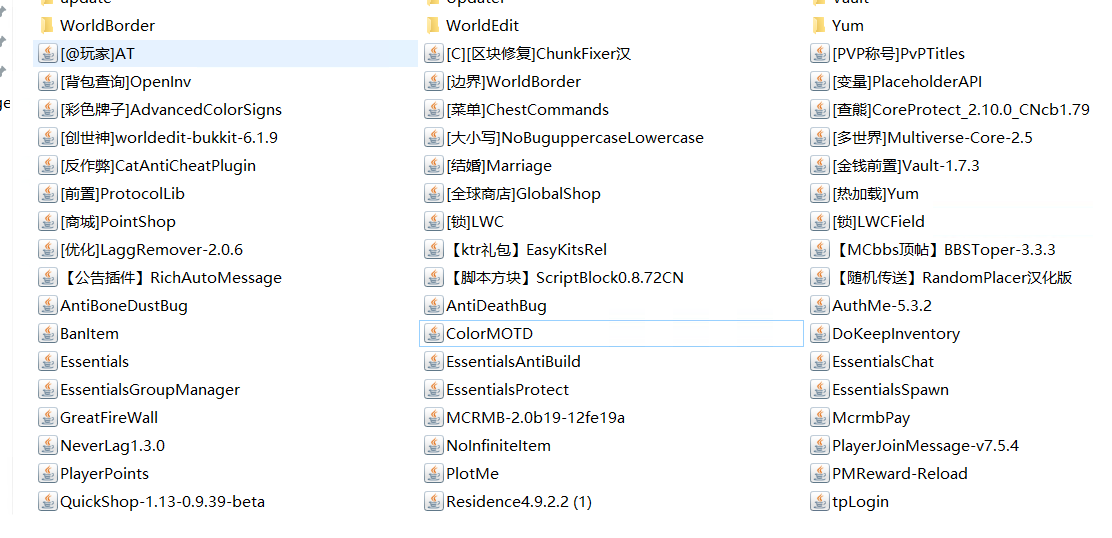 update Updater Vault
WorldBorder WorldEdit Yum
[@玩家]AT [C][区块修复]ChunkFixer汉 [PVP称号]PvPTitles
[背包查询]OpenInv [边界]WorldBorder [变量]PlaceholderAPI
[彩色牌子]AdvancedColorSigns [菜单]ChestCommands [查熊]CoreProtect_2.10.0_CNcb1.79
[创世神]worldedit-bukkit-6.1.9 [大小写]NoBuguppercaseLowercase [多世界]Multiverse-Core-2.5
[反作弊]CatAntiCheatPlugin [结婚]Marriage [金钱前置]Vault-1.7.3
[前置]ProtocolLib [全球商店]GlobalShop [热加载]Yum
[商城]PointShop [锁]LWC [锁]LWCField
[优化]LaggRemover-2.0.6 【ktr礼包】EasyKitsRel 【MCbbs顶帖】BBSToper-3.3.3
【公告插件】RichAutoMessage 【脚本方块】ScriptBlock0.8.72CN 【随机传送】RandomPlacer汉化版
AntiBoneDustBug AntiDeathBug AuthMe-5.3.2
BanItem ColorMOTD DoKeepInventory
Essentials EssentialsAntiBuild EssentialsChat
EssentialsGroupManager EssentialsProtect EssentialsSpawn
GreatFireWall MCRMB-2.0b19-12fe19a McrmbPay
NeverLag1.3.0 NoInfiniteItem PlayerJoinMessage-v7.5.4
PlayerPoints PlotMe PMReward-Reload
QuickShop-1.13-0.9.39-beta Residence4.9.2.2 (1) tpLogin